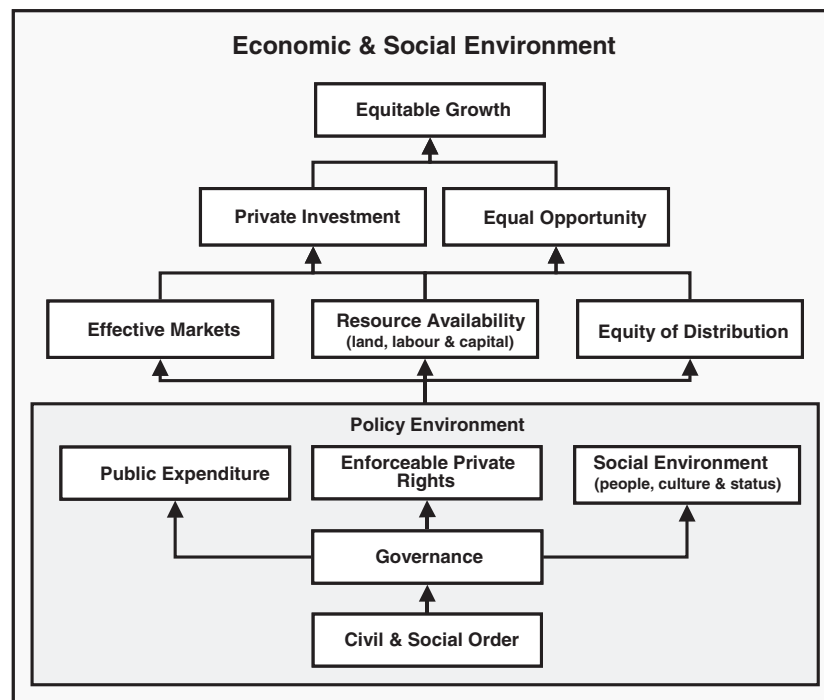 Economic & Social Environment
Equitable Growth
Private Investment
Equal Opportunity
Effective Markets
Resource Availability
(land, labour & capital)
Equity of Distribution
Policy Environment
Public Expenditure
Enforceable Private
Rights
Social Environment
(people, culture & status)
Governance
Civil & Social Order